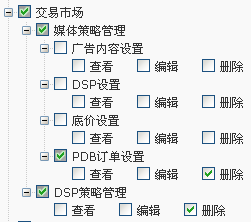 交易市场
媒体策略管理
广告内容设置
查看 编辑 删除
DSP设置
查看 编辑 删除
底价设置
查看 编辑 删除
PDB订单设置
查看 编辑 删除
DSP策略管理
查看 编辑 删除